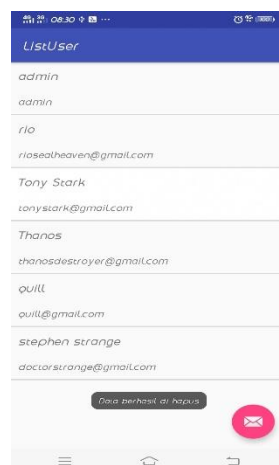 08:30
ListUser
admin
admin
rio
riosealheaven@gmail.com
Tony Stark
tonystark@gmail.com
Thanos
thanosdestroyer@gmail.com
quill
quill@gmail.com
stephen strange
doctorstrange@gmail.com
Data berhasil di hapus